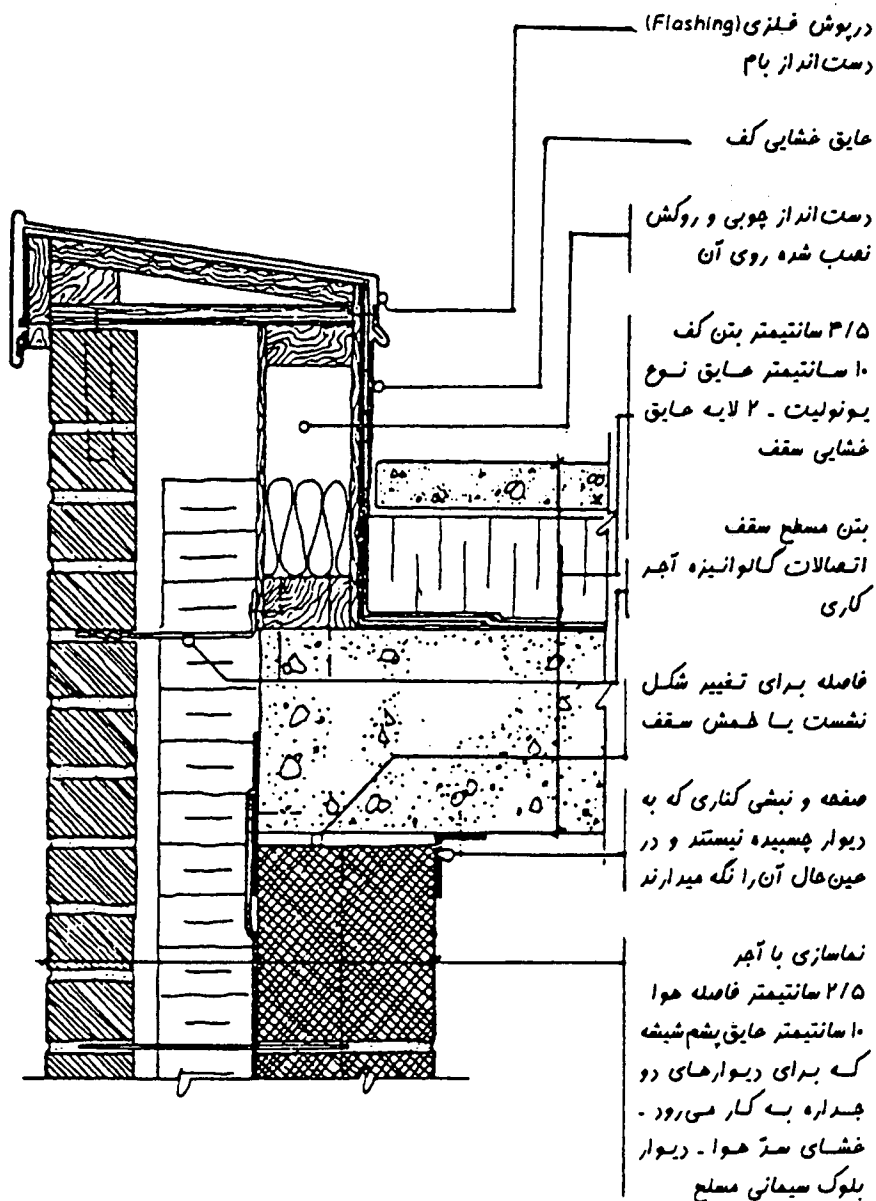 درپوش فلزی (Flashing)
دست‌انداز بام
عایق غشایی کف
دست‌انداز چوبی و روکش
نصب شده روی آن
۳/۵ سانتیمتر بتن کف
۱۰ سانتیمتر عایق نوع
یونولیت ـ ۲ لایه عایق
غشایی سقف
بتن مسطح سقف
اتصالات گالوانیزه آجر
کاری
فاصله برای تغییر شکل
نشست یا خمش سقف
صفحه و نبشی کناری که به
دیوار چسبیده نیستند و در
عین‌حال آن‌را نگه میدارند
نماسازی با آجر
۲/۵ سانتیمتر فاصله هوا
۱۰ سانتیمتر عایق پشم شیشه
که برای دیوارهای دو
جداره به کار می‌رود ـ
غشای سدّ هوا ـ دیوار
بلوک سیمانی مسلح